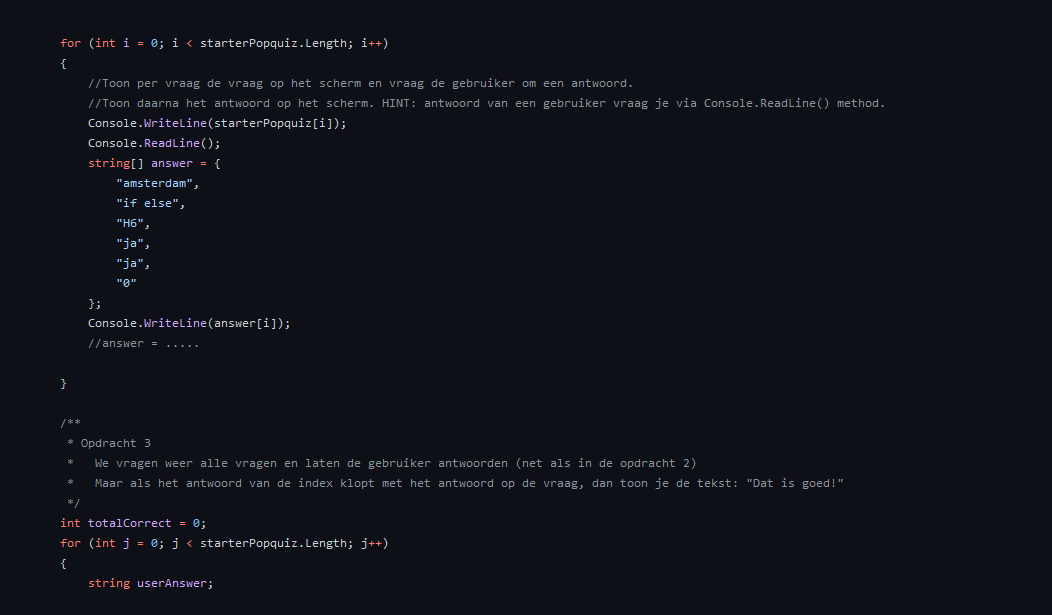 for (int i = 0; i < starterPopquiz.Length; i++)
{
//Toon per vraag de vraag op het scherm en vraag de gebruiker om een antwoord.
//Toon daarna het antwoord op het scherm. HINT: antwoord van een gebruiker vraag je via Console.ReadLine() method.
Console.WriteLine(starterPopquiz[i]);
Console.ReadLine();
string[] answer = {
"amsterdam",
"if else",
"H6",
"ja",
"ja",
"0"
};
Console.WriteLine(answer[i]);
//answer = .....
}
/**
* Opdracht 3
* We vragen weer alle vragen en laten de gebruiker antwoorden (net als in de opdracht 2)
* Maar als het antwoord van de index klopt met het antwoord op de vraag, dan toon je de tekst: "Dat is goed!"
*/
int totalCorrect = 0;
for (int j = 0; j < starterPopquiz.Length; j++)
{
string userAnswer;